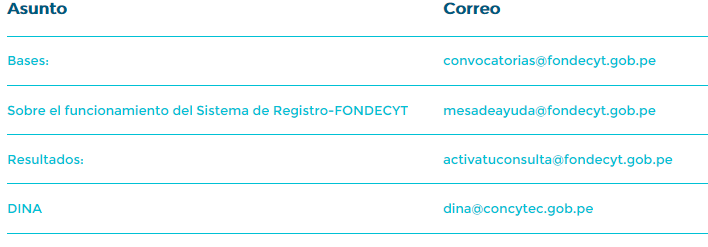 Asunto Correo
Bases: convocatorias@fondecyt.gob.pe
Sobre el funcionamiento del Sistema de Registro-FONDECYT mesadeayuda@fondecyt.gob.pe
Resultados: activatuconsulta@fondecyt.gob.pe
DINA dina@concytec.gob.pe